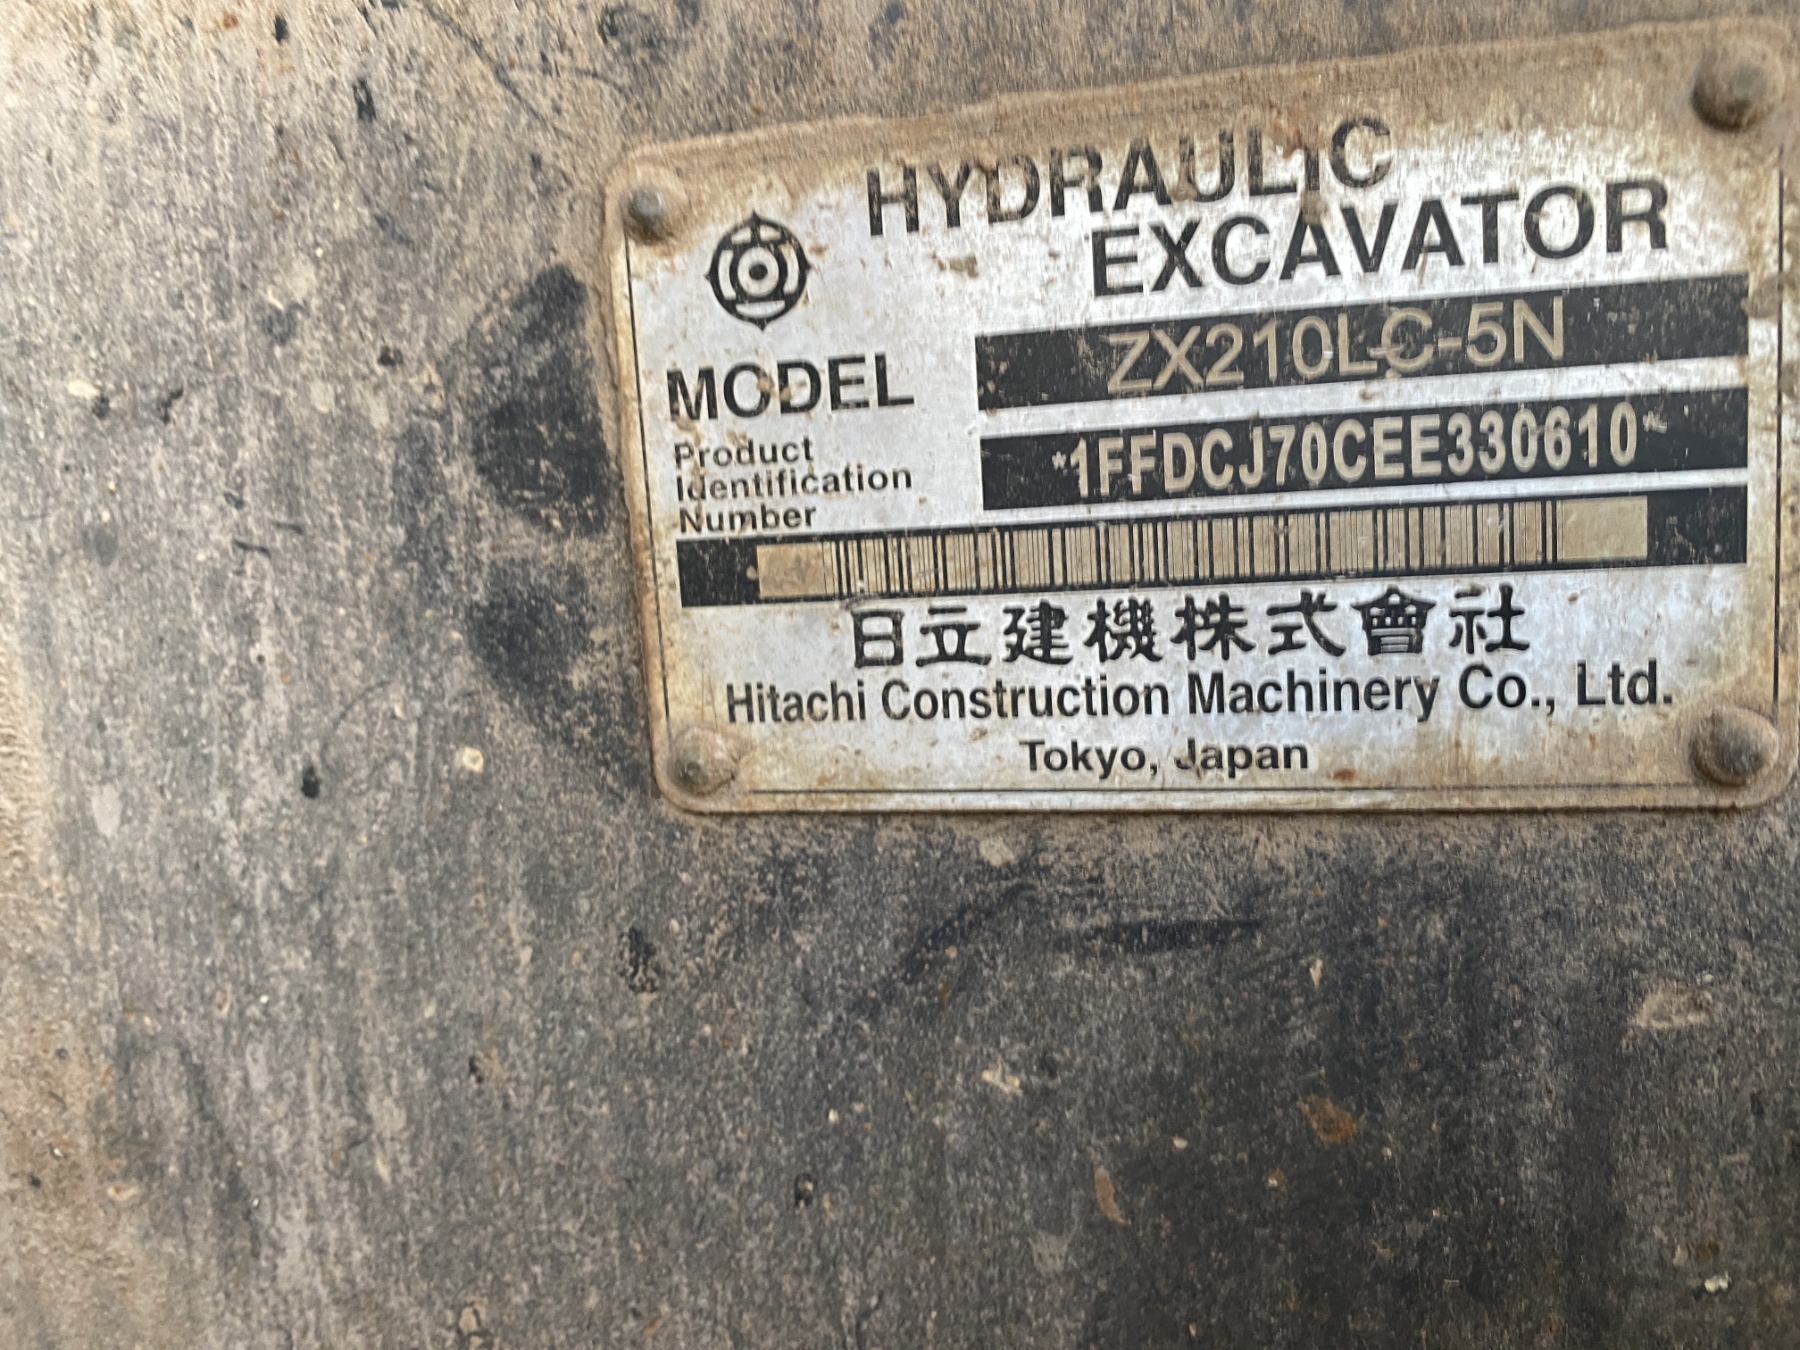 HYDRAULIC
EXCAVATOR
MODEL ZX210LC-5N
Product
Identification
Number
*1FFDCJ70CEE330610*
日立建機株式會社
Hitachi Construction Machinery Co., Ltd.
Tokyo, Japan